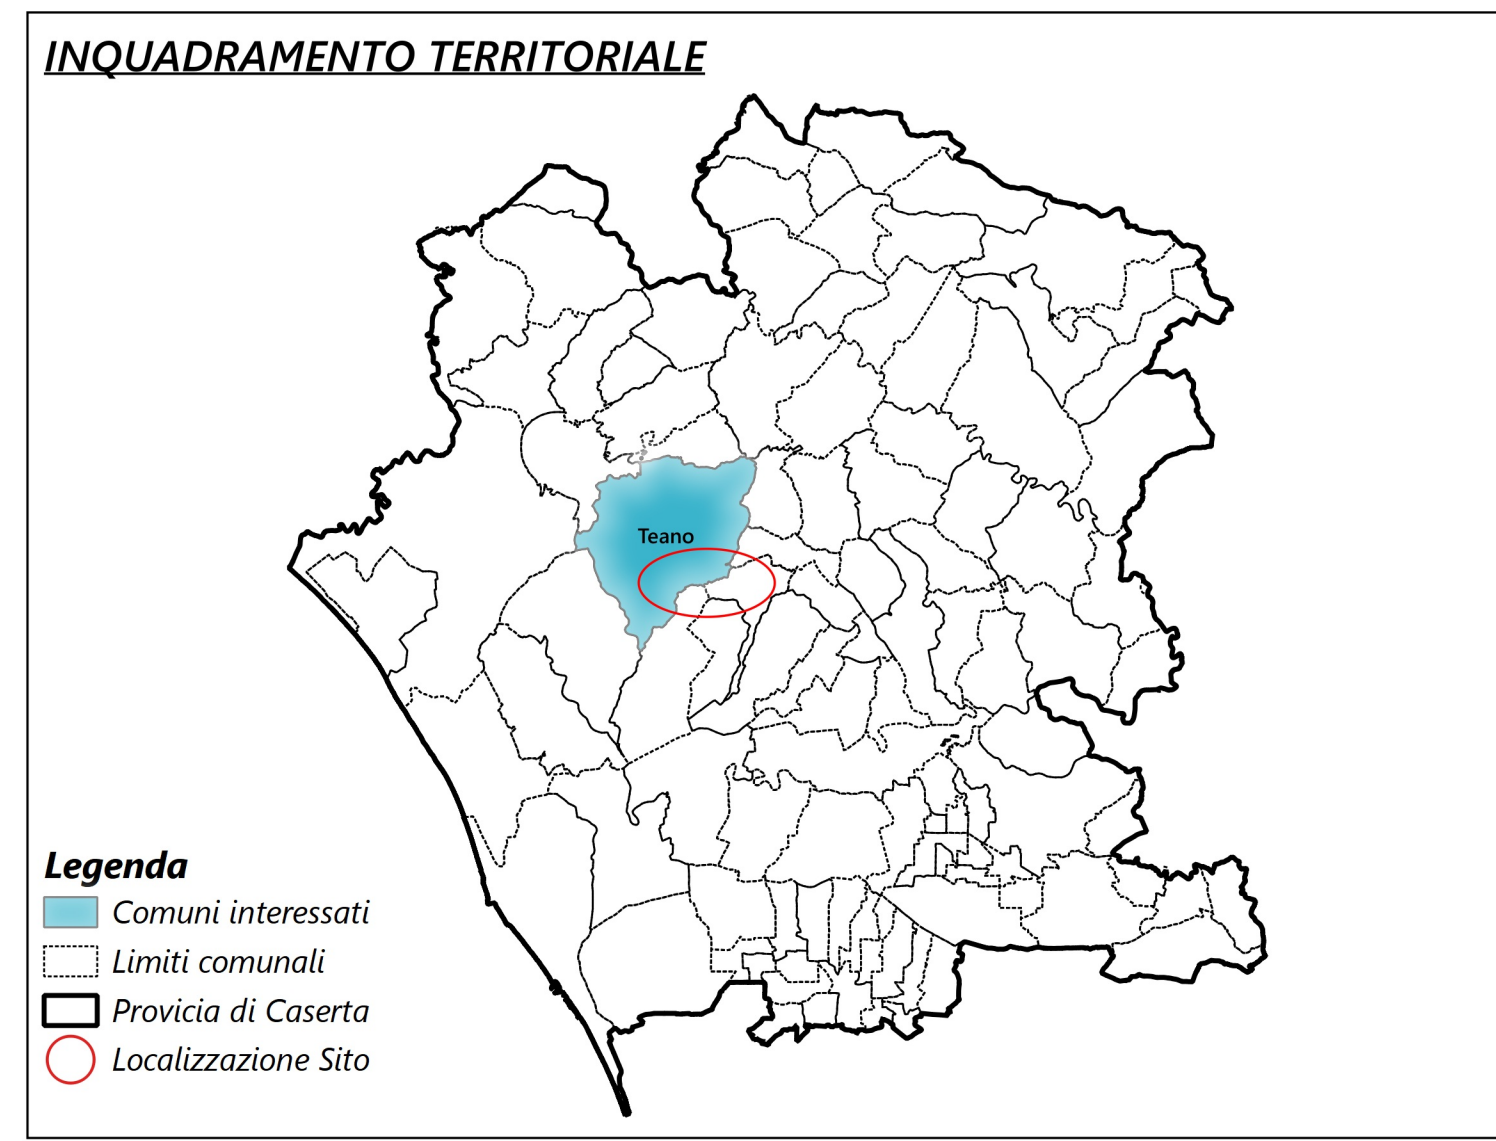 INQUADRAMENTO TERRITORIALE
Teano
Legenda
Comuni interessati
Limiti comunali
Provicia di Caserta
Localizzazione Sito